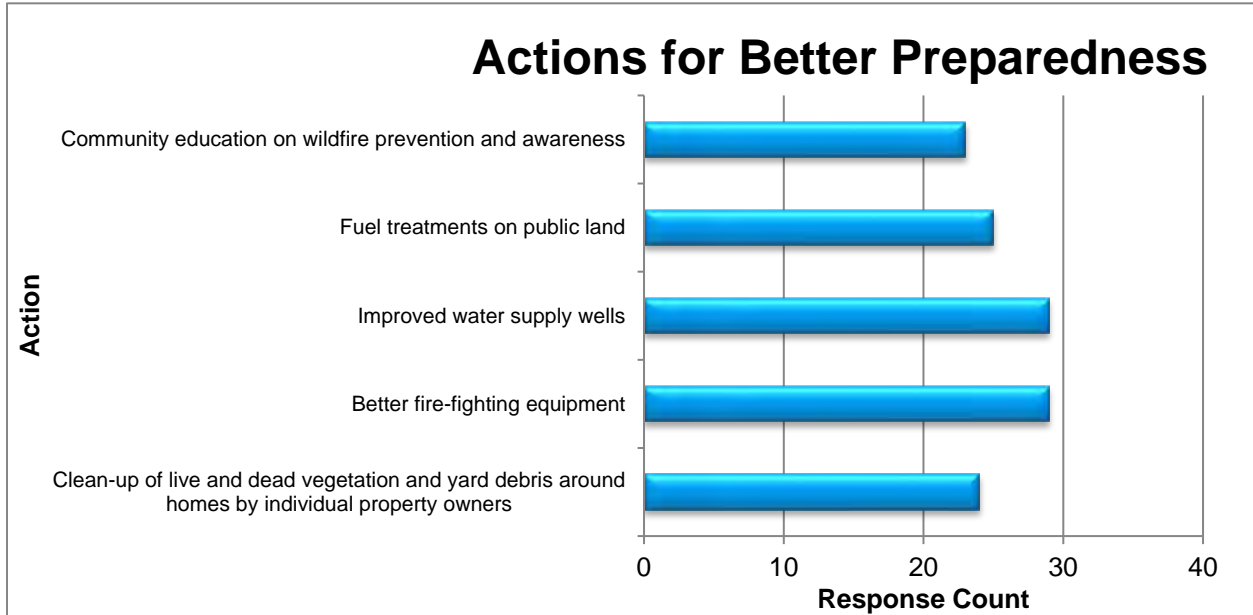 Actions for Better Preparedness
Community education on wildfire prevention and awareness
Fuel treatments on public land
Improved water supply wells
Better fire-fighting equipment
Clean-up of live and dead vegetation and yard debris around
homes by individual property owners
Action
0 10 20 30 40
Response Count